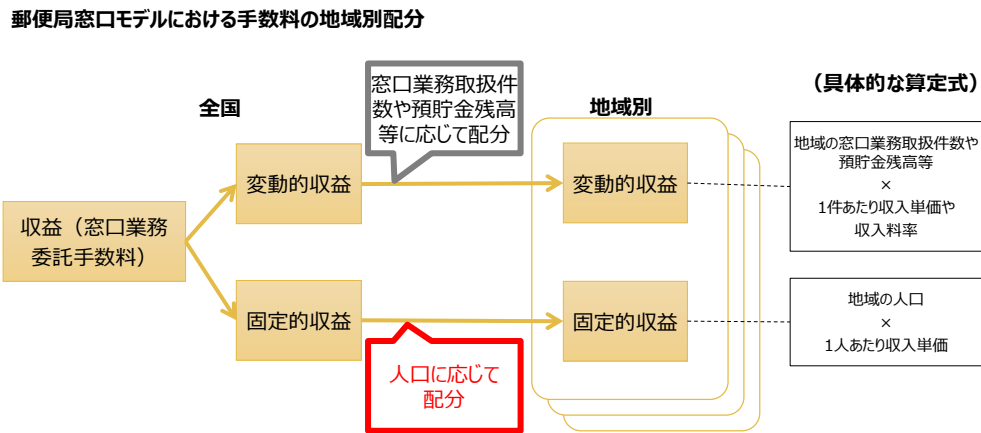 郵便局窓口モデルにおける手数料の地域別配分
全国
窓口業務取扱件
数や預貯金残高
等に応じて配分
地域別
（具体的な算定式）
収益（窓口業務
委託手数料）
変動的収益
変動的収益
地域の窓口業務取扱件数や
預貯金残高等
×
1件あたり収入単価や
収入料率
固定的収益
人口に応じて
配分
固定的収益
地域の人口
×
1人あたり収入単価